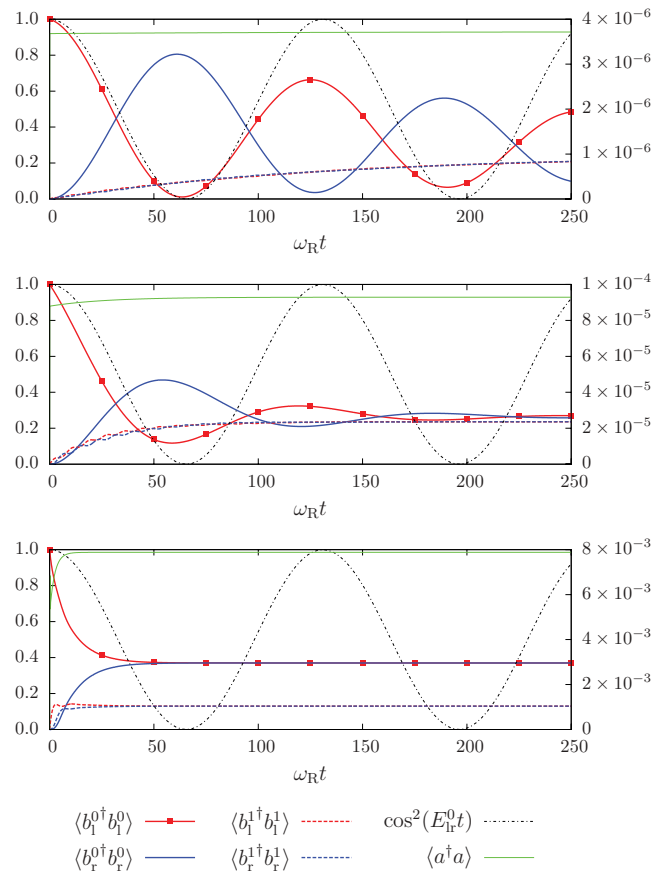 1.0 4 × 10⁻⁶
0.8 3 × 10⁻⁶
0.6
0.4 2 × 10⁻⁶
0.2 1 × 10⁻⁶
0.0 0
0 50 100 150 200 250
ω_R t
1.0 1 × 10⁻⁴
0.8 8 × 10⁻⁵
0.6 6 × 10⁻⁵
0.4 4 × 10⁻⁵
0.2 2 × 10⁻⁵
0.0 0
0 50 100 150 200 250
ω_R t
1.0 8 × 10⁻³
0.8 7 × 10⁻³
0.6 4 × 10⁻³
0.4 3 × 10⁻³
0.2 2 × 10⁻³
0.0 0
0 50 100 150 200 250
ω_R t
⟨b_l^{0†} b_l^0⟩ ⟨b_l^{1†} b_l^1⟩ cos²(E_{lr}^0 t)
⟨b_r^{0†} b_r^0⟩ ⟨b_r^{1†} b_r^1⟩ ⟨a†a⟩